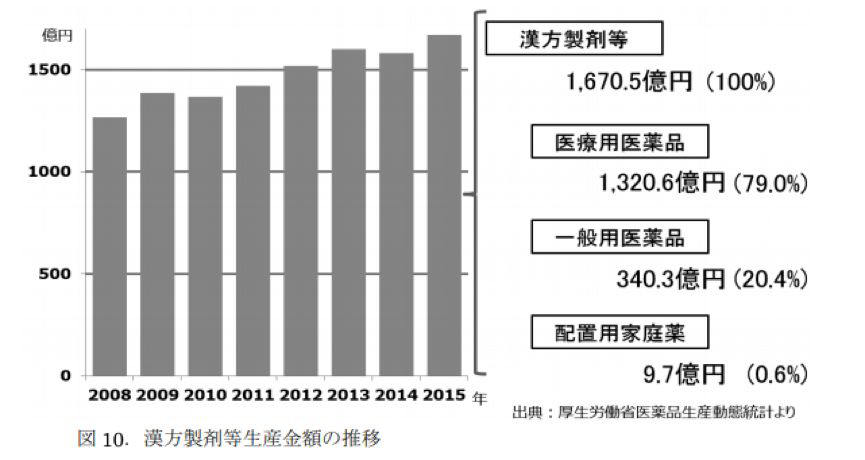 億円
1500
1000
500
0
2008 2009 2010 2011 2012 2013 2014 2015 年
漢方製剤等
1,670.5億円 (100%)
医療用医薬品
1,320.6億円 (79.0%)
一般用医薬品
340.3億円 (20.4%)
配置用家庭薬
9.7億円 (0.6%)
出典：厚生労働省医薬品生産動態統計より
図 10．漢方製剤等生産金額の推移